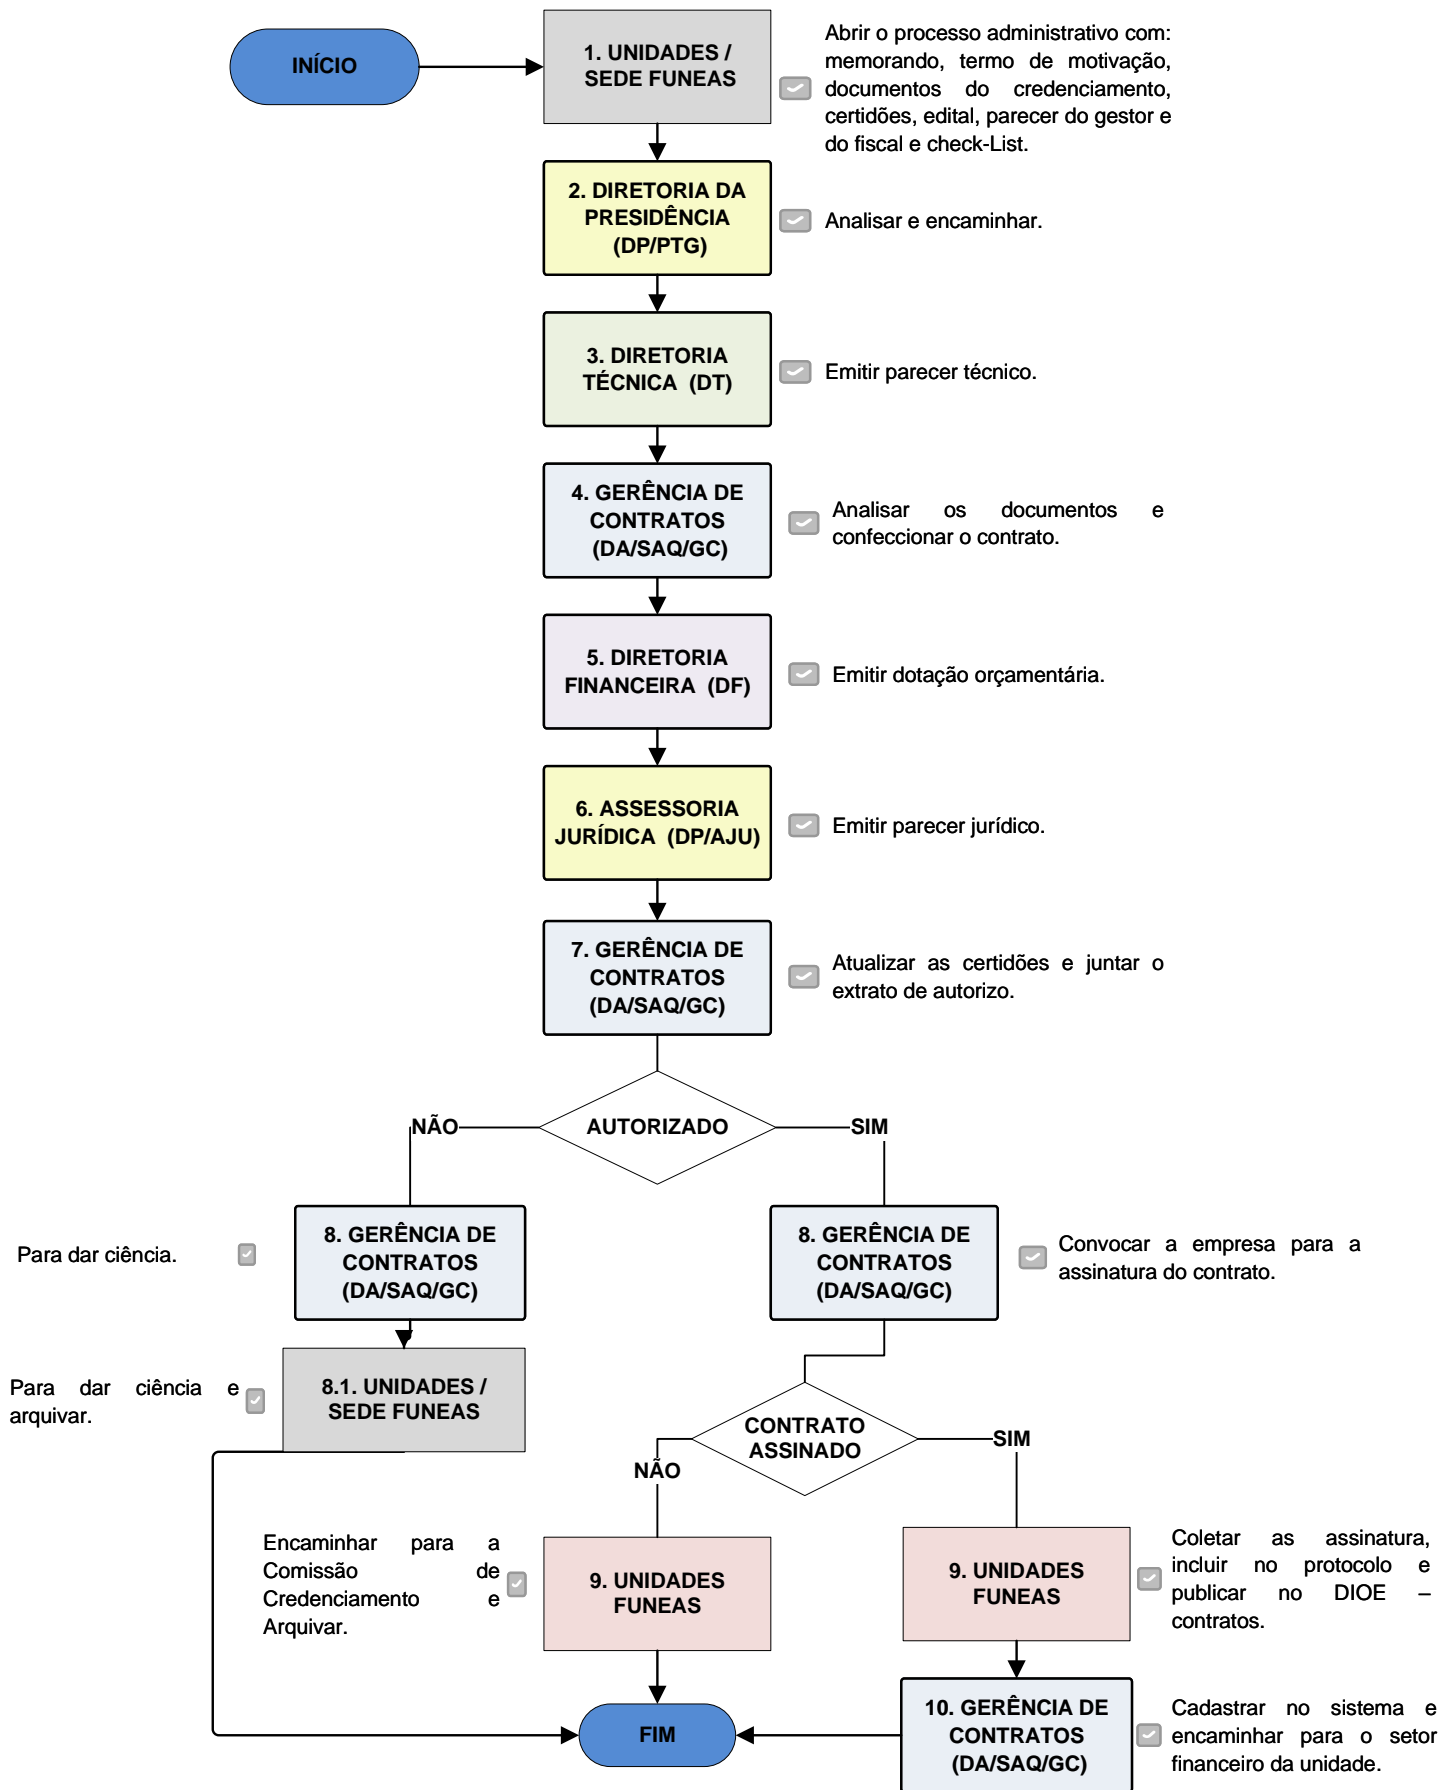 INÍCIO
1. UNIDADES /
SEDE FUNEAS
Abrir o processo administrativo com:
memorando, termo de motivação,
documentos do credenciamento,
certidões, edital, parecer do gestor e
do fiscal e check-List.
2. DIRETORIA DA
PRESIDÊNCIA
(DP/PTG)
Analisar e encaminhar.
3. DIRETORIA
TÉCNICA (DT)
Emitir parecer técnico.
4. GERÊNCIA DE
CONTRATOS
(DA/SAQ/GC)
Analisar os documentos e
confeccionar o contrato.
5. DIRETORIA
FINANCEIRA (DF)
Emitir dotação orçamentária.
6. ASSESSORIA
JURÍDICA (DP/AJU)
Emitir parecer jurídico.
7. GERÊNCIA DE
CONTRATOS
(DA/SAQ/GC)
Atualizar as certidões e juntar o
extrato de autorizo.
NÃO
AUTORIZADO
SIM
Para dar ciência.
8. GERÊNCIA DE
CONTRATOS
(DA/SAQ/GC)
8. GERÊNCIA DE
CONTRATOS
(DA/SAQ/GC)
Convocar a empresa para a
assinatura do contrato.
Para dar ciência e
arquivar.
8.1. UNIDADES /
SEDE FUNEAS
CONTRATO
ASSINADO
NÃO
SIM
Encaminhar para a
Comissão de
Credenciamento e
Arquivar.
9. UNIDADES
FUNEAS
9. UNIDADES
FUNEAS
Coletar as assinatura,
incluir no protocolo e
publicar no DIOE –
contratos.
FIM
10. GERÊNCIA DE
CONTRATOS
(DA/SAQ/GC)
Cadastrar no sistema e
encaminhar para o setor
financeiro da unidade.